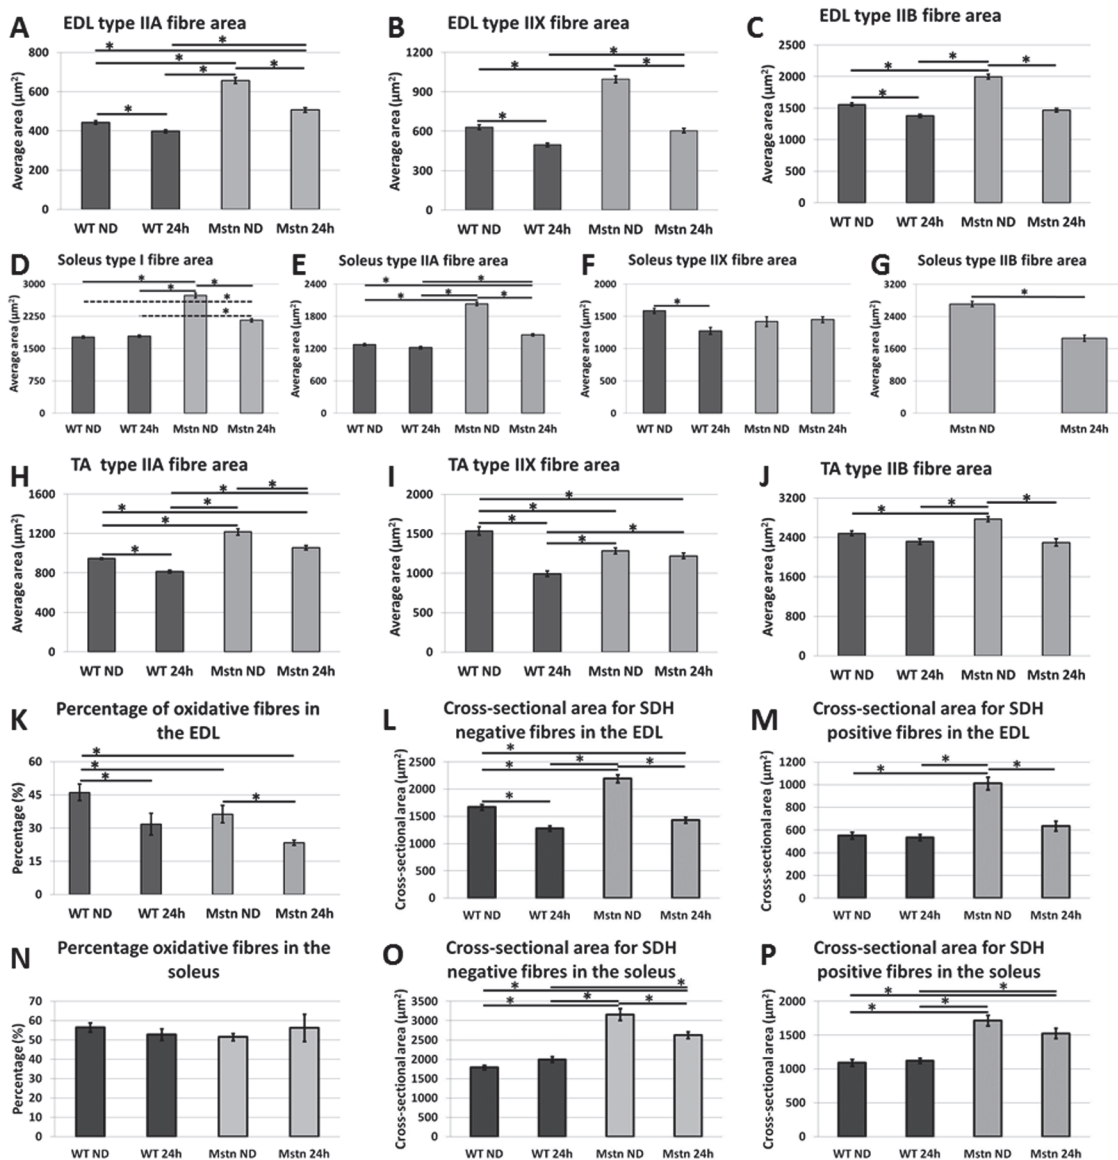 A EDL type IIA fibre area
Average area (µm²)
800
600
400
200
0
* *
* *
* *
*
WT ND WT 24h Mstn ND Mstn 24h
B EDL type IIX fibre area
Average area (µm²)
1200
900
600
300
0
*
* *
*
WT ND WT 24h Mstn ND Mstn 24h
C EDL type IIB fibre area
Average area (µm²)
2500
2000
1500
1000
500
0
*
* *
*
WT ND WT 24h Mstn ND Mstn 24h
D Soleus type I fibre area
Average area (µm²)
3000
2250
1500
750
0
* *
* *
*
WT ND WT 24h Mstn ND Mstn 24h
E Soleus type IIA fibre area
Average area (µm²)
2400
1800
1200
600
0
* *
* * *
WT ND WT 24h Mstn ND Mstn 24h
F Soleus type IIX fibre area
Average area (µm²)
2000
1500
1000
500
0
*
WT ND WT 24h Mstn ND Mstn 24h
G Soleus type IIB fibre area
Average area (µm²)
3200
2400
1600
800
0
*
Mstn ND Mstn 24h
H TA type IIA fibre area
Average area (µm²)
1600
1200
800
400
0
* *
* *
*
*
WT ND WT 24h Mstn ND Mstn 24h
I TA type IIX fibre area
Average area (µm²)
2000
1500
1000
500
0
*
*
* *
*
WT ND WT 24h Mstn ND Mstn 24h
J TA type IIB fibre area
Average area (µm²)
3200
2400
1600
800
0
* * *
WT ND WT 24h Mstn ND Mstn 24h
K Percentage of oxidative fibres in
the EDL
Percentage (%)
60
45
30
15
0
*
*
* *
WT ND WT 24h Mstn ND Mstn 24h
L Cross-sectional area for SDH
negative fibres in the EDL
Cross-sectional area (µm²)
2500
2000
1500
1000
500
0
*
* * *
*
WT ND WT 24h Mstn ND Mstn 24h
M Cross-sectional area for SDH
positive fibres in the EDL
Cross-sectional area (µm²)
1200
1000
800
600
400
200
0
* * *
WT ND WT 24h Mstn ND Mstn 24h
N Percentage oxidative fibres in the
soleus
Percentage (%)
70
60
50
40
30
20
10
0
WT ND WT 24h Mstn ND Mstn 24h
O Cross-sectional area for SDH
negative fibres in the soleus
Cross-sectional area (µm²)
3500
3000
2500
2000
1500
1000
500
0
* *
* * *
WT ND WT 24h Mstn ND Mstn 24h
P Cross-sectional area for SDH
positive fibres in the soleus
Cross-sectional area (µm²)
2000
1500
1000
500
0
* *
* *
WT ND WT 24h Mstn ND Mstn 24h